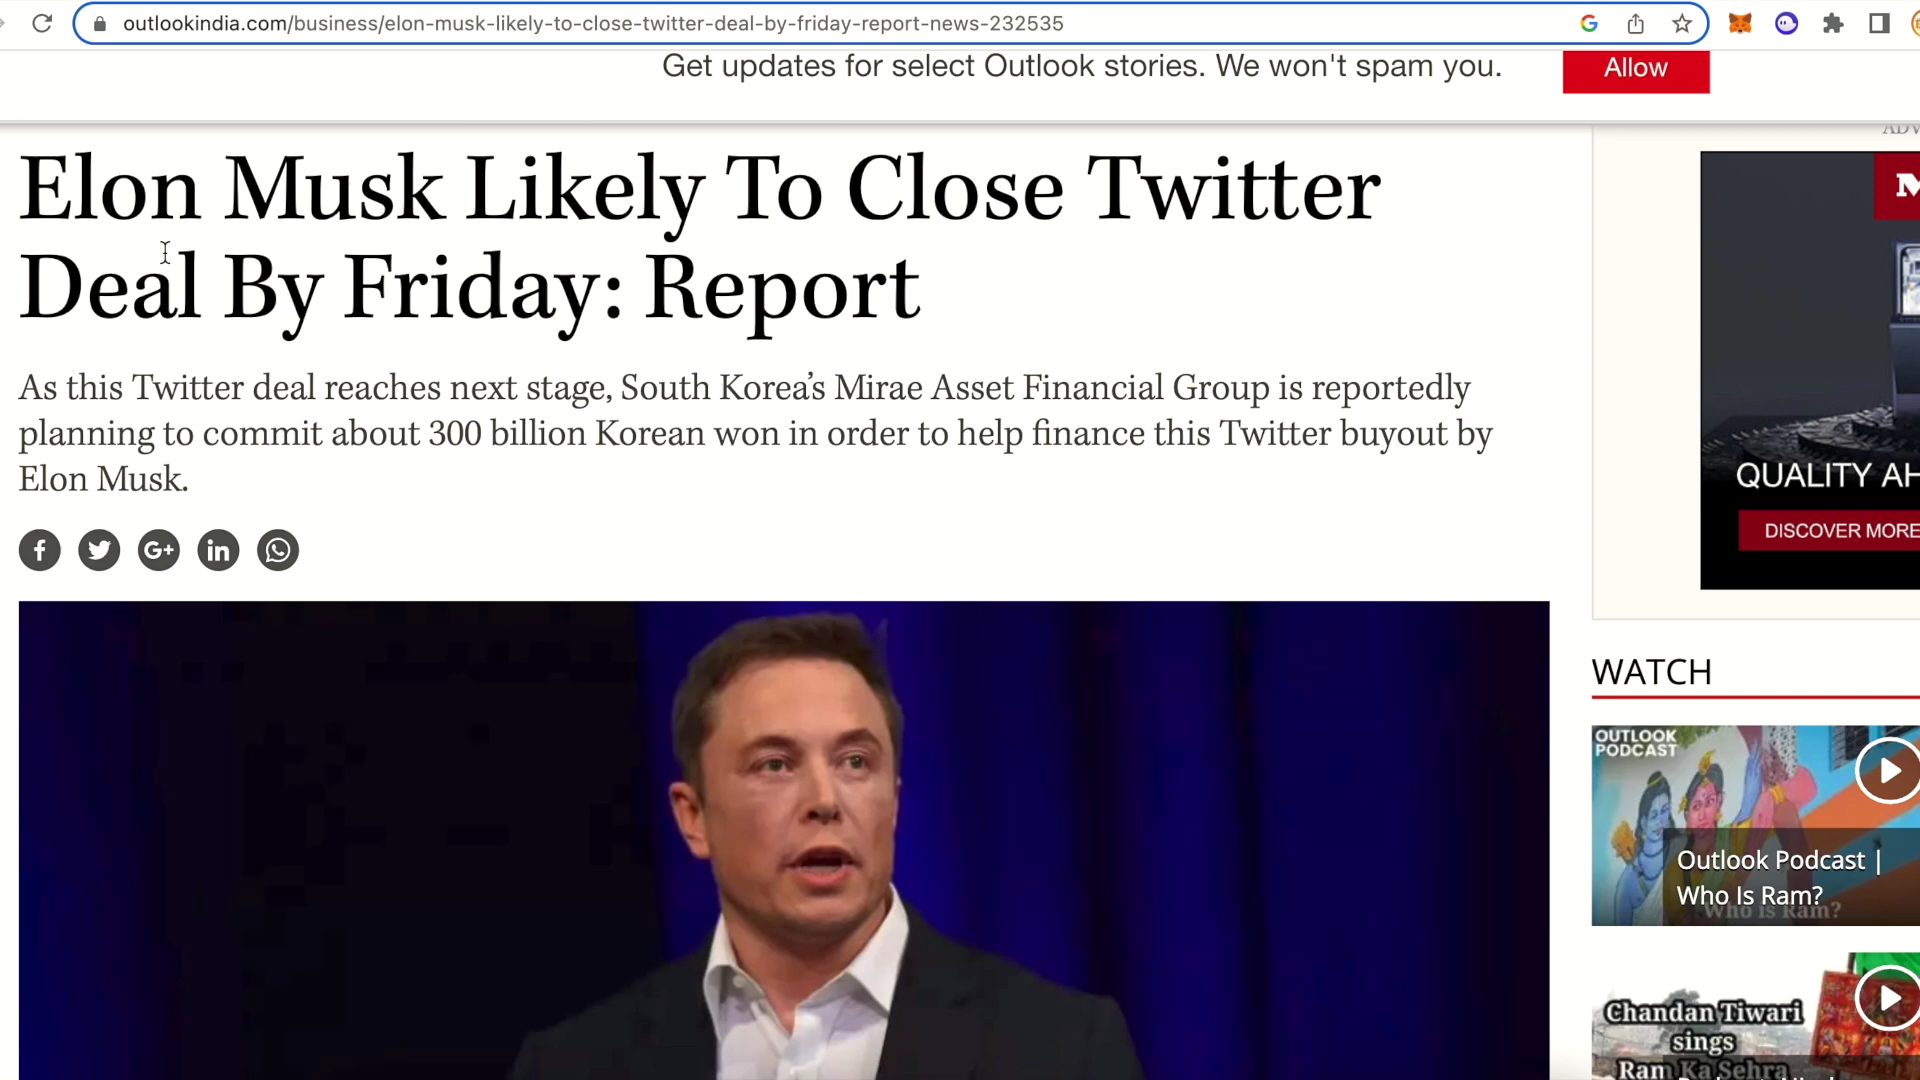 outlookindia.com/business/elon-musk-likely-to-close-twitter-deal-by-friday-report-news-232535
Get updates for select Outlook stories. We won't spam you.
Allow
Elon Musk Likely To Close Twitter
Deal By Friday: Report
As this Twitter deal reaches next stage, South Korea's Mirae Asset Financial Group is reportedly
planning to commit about 300 billion Korean won in order to help finance this Twitter buyout by
Elon Musk.
QUALITY
DISCOVER MORE
WATCH
OUTLOOK
PODCAST
Outlook Podcast |
Who Is Ram?
Who is Ram?
Chandan Tiwari
sings
Ram Ka Sehra